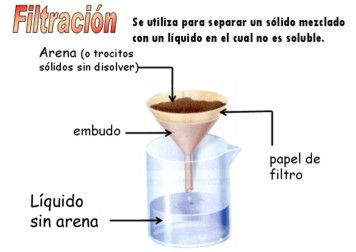 Filtración
Se utiliza para separar un sólido mezclado
con un líquido en el cual no es soluble.
Arena (o trocitos
sólidos sin disolver)
embudo
papel de
filtro
Líquido
sin arena